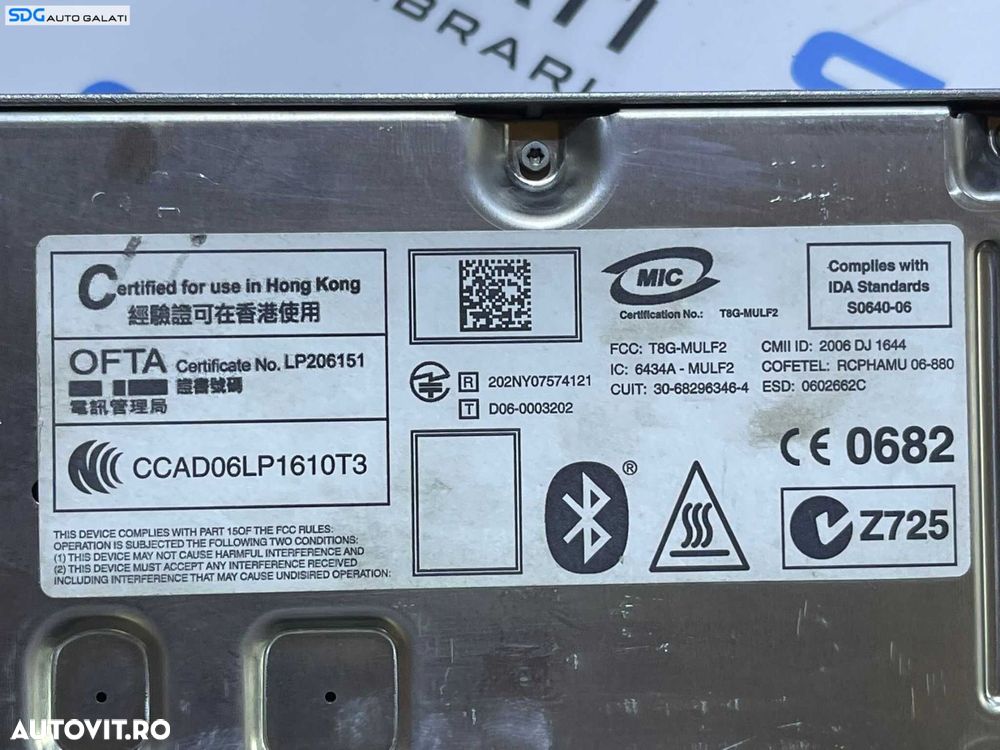 SDG AUTO GALATI
BRARI
Certified for use in Hong Kong
經驗證可在香港使用
OFTA Certificate No. LP206151
證書號碼
電訊管理局
CCAD06LP1610T3
THIS DEVICE COMPLIES WITH PART 15OF THE FCC RULES:
OPERATION IS SUBJECTED THE FOLLOWING TWO CONDITIONS:
(1) THIS DEVICE MAY NOT CAUSE HARMFUL INTERFERENCE AND
(2) THIS DEVICE MUST ACCEPT ANY INTERFERENCE RECEIVED
INCLUDING INTERFERENCE THAT MAY CAUSE UNDISIRED OPERATION.
R 202NY07574121
T D06-0003202
MIC
Certification No.: T8G-MULF2
Complies with
IDA Standards
S0640-06
FCC: T8G-MULF2
IC: 6434A - MULF2
CUIT: 30-68296346-4
CMII ID: 2006 DJ 1644
COFETEL: RCPHAMU 06-880
ESD: 0602662C
®
CE 0682
Z725
AUTOVIT.RO